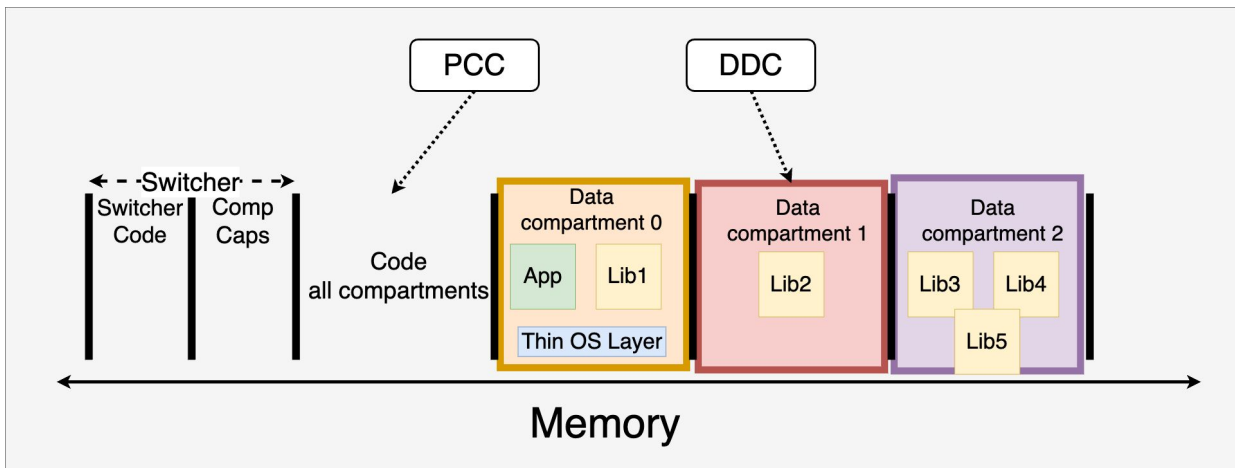 PCC
DDC
Switcher
Switcher
Code
Comp
Caps
Code
all compartments
Data
compartment 0
App
Lib1
Thin OS Layer
Data
compartment 1
Lib2
Data
compartment 2
Lib3
Lib4
Lib5
Memory